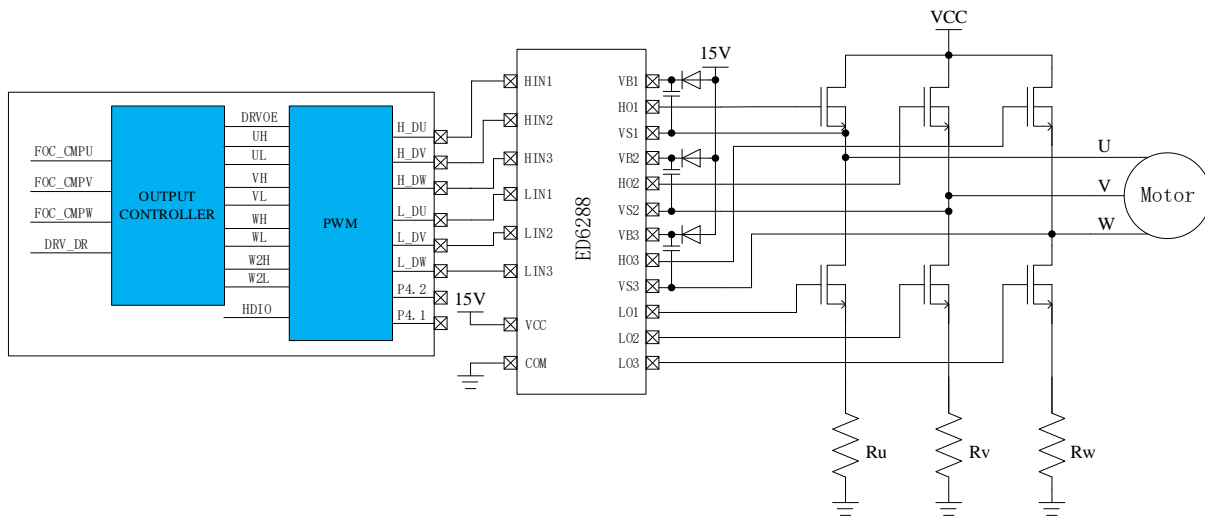 FOC_CMPU
FOC_CMPV
FOC_CMPW
DRV_DR
OUTPUT
CONTROLLER
DRVOE
UH
UL
VH
VL
WH
WL
W2H
W2L
HDIO
PWM
H_DU
H_DV
H_DW
L_DU
L_DV
L_DW
P4.2
P4.1
15V
HIN1
HIN2
HIN3
LIN1
LIN2
LIN3
VCC
COM
ED6288
VB1
HO1
VS1
VB2
HO2
VS2
VB3
HO3
VS3
LO1
LO2
LO3
15V
VCC
U
V
W
Motor
Ru
Rv
Rw